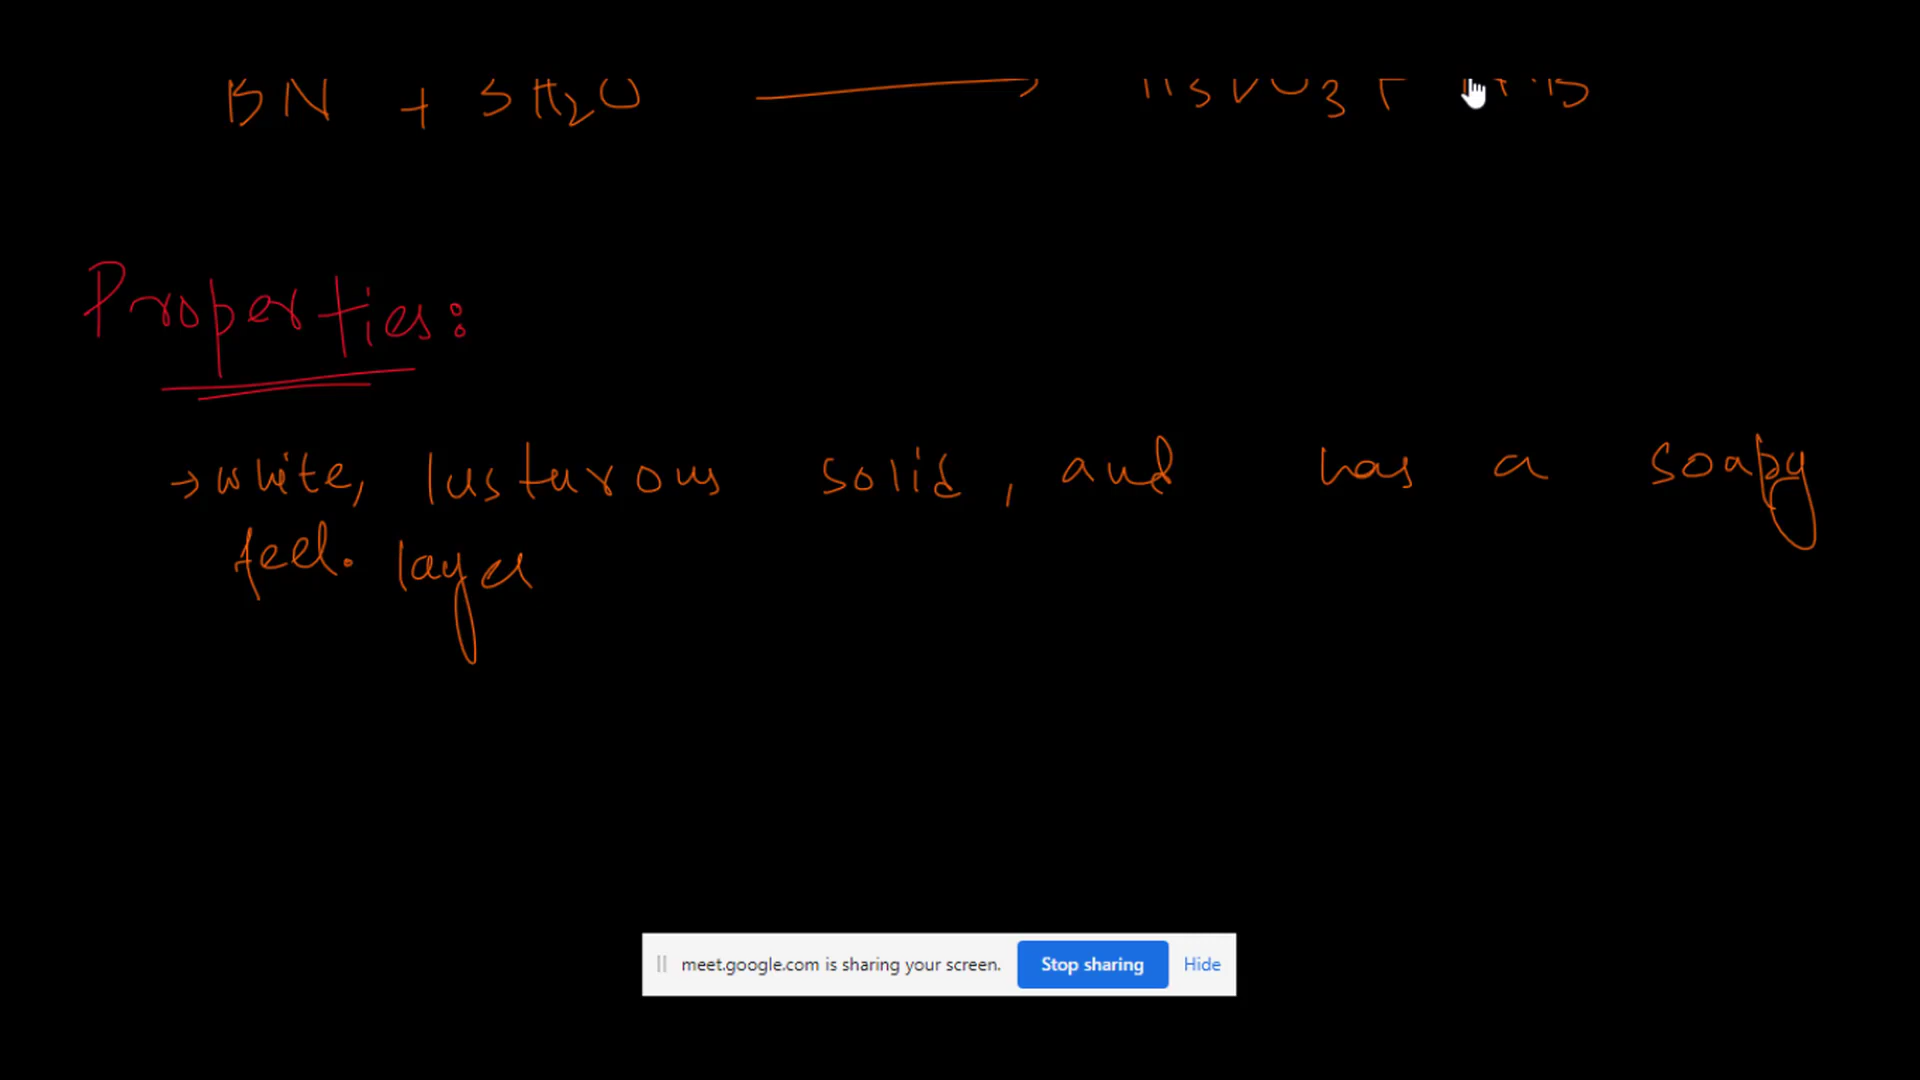 BN + 3H2O ⟶
Properties:
→ white, lusturous solid, and has a soapy
feel. layer
meet.google.com is sharing your screen. Stop sharing Hide